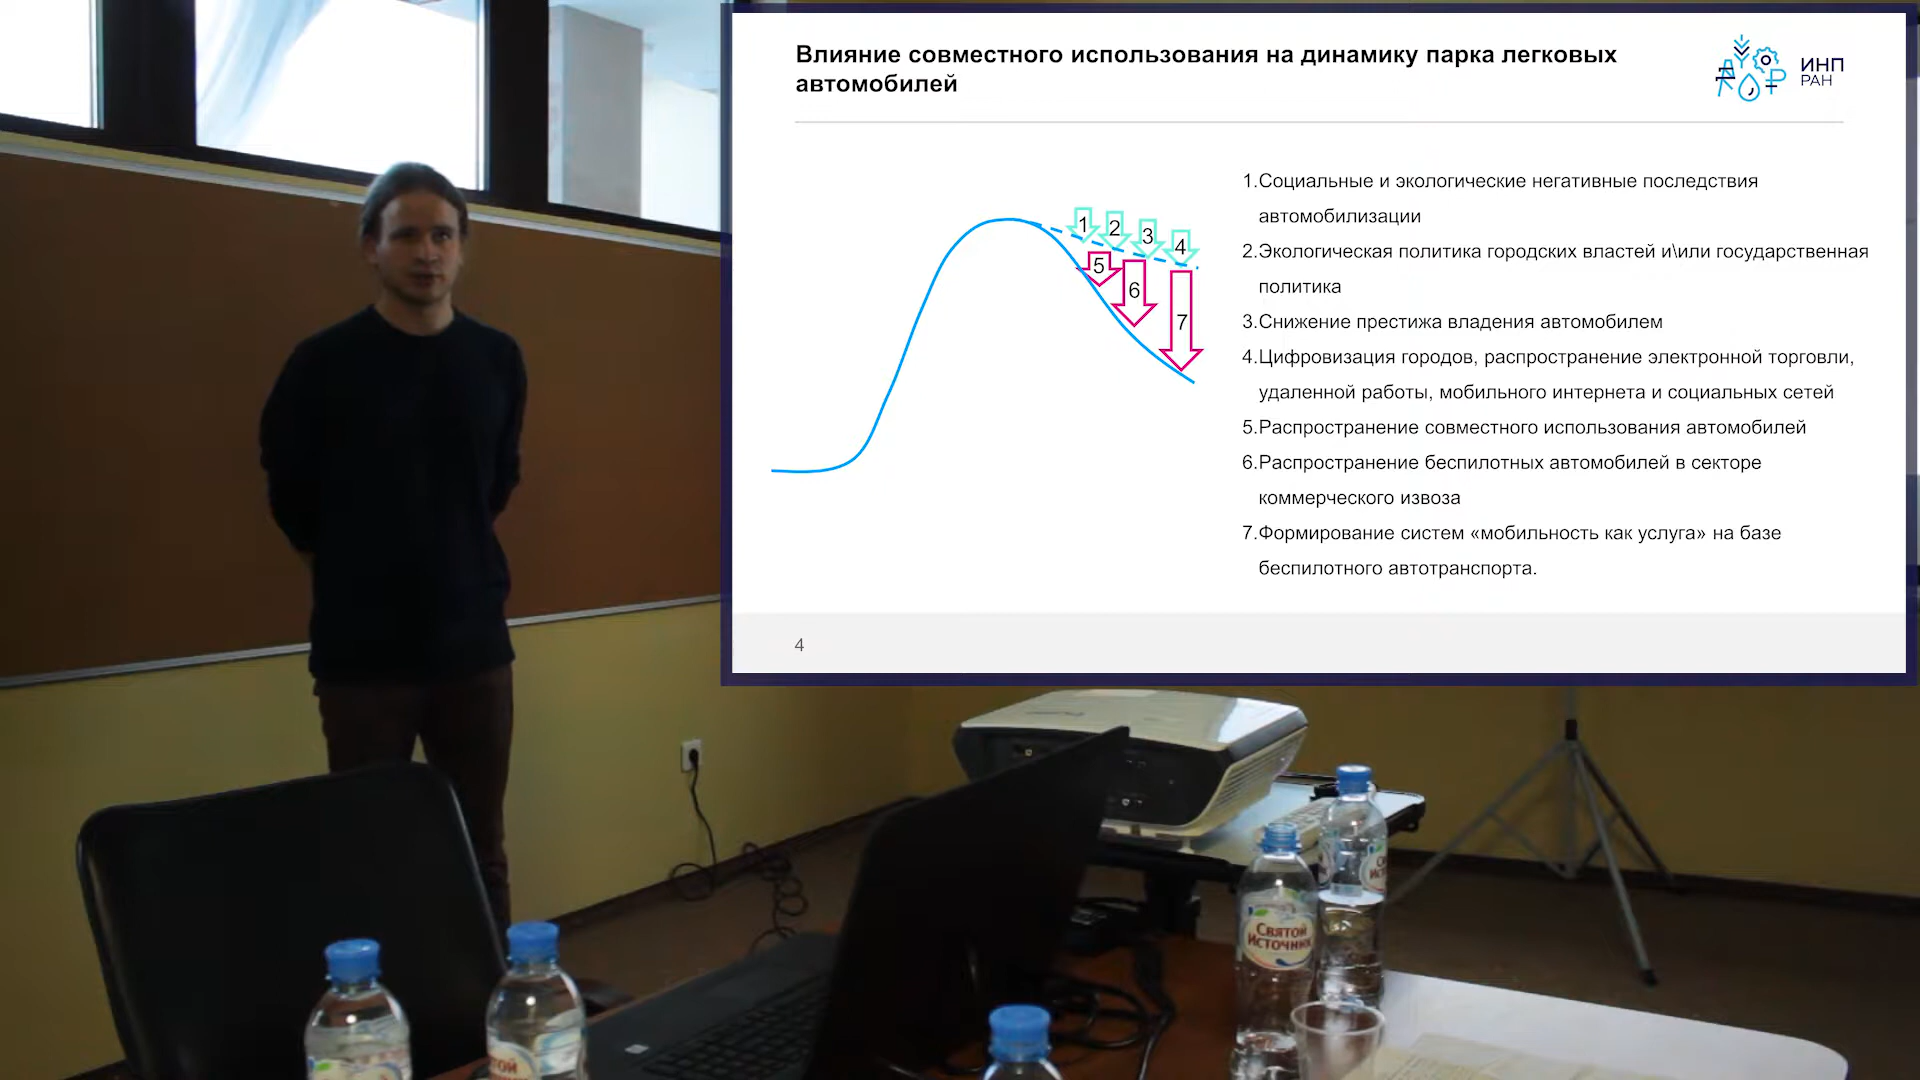 Влияние совместного использования на динамику парка легковых
автомобилей
ИНП
РАН
1
2
3
4
5
6
7
1.Социальные и экологические негативные последствия
автомобилизации
2.Экологическая политика городских властей и\или государственная
политика
3.Снижение престижа владения автомобилем
4.Цифровизация городов, распространение электронной торговли,
удаленной работы, мобильного интернета и социальных сетей
5.Распространение совместного использования автомобилей
6.Распространение беспилотных автомобилей в секторе
коммерческого извоза
7.Формирование систем «мобильность как услуга» на базе
беспилотного автотранспорта.
4
СВЯТОЙ
ИСТОЧНИК